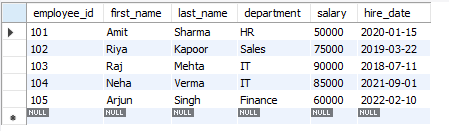 employee_id first_name last_name department salary hire_date
101 Amit Sharma HR 50000 2020-01-15
102 Riya Kapoor Sales 75000 2019-03-22
103 Raj Mehta IT 90000 2018-07-11
104 Neha Verma IT 85000 2021-09-01
105 Arjun Singh Finance 60000 2022-02-10
NULL NULL NULL NULL NULL NULL